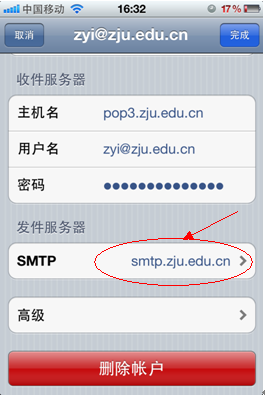 中国移动 16:32 17%
取消 zyi@zju.edu.cn 完成
收件服务器
主机名 pop3.zju.edu.cn
用户名 zyi@zju.edu.cn
密码 ●●●●●●●●●●●●●●
发件服务器
SMTP smtp.zju.edu.cn
高级
删除帐户